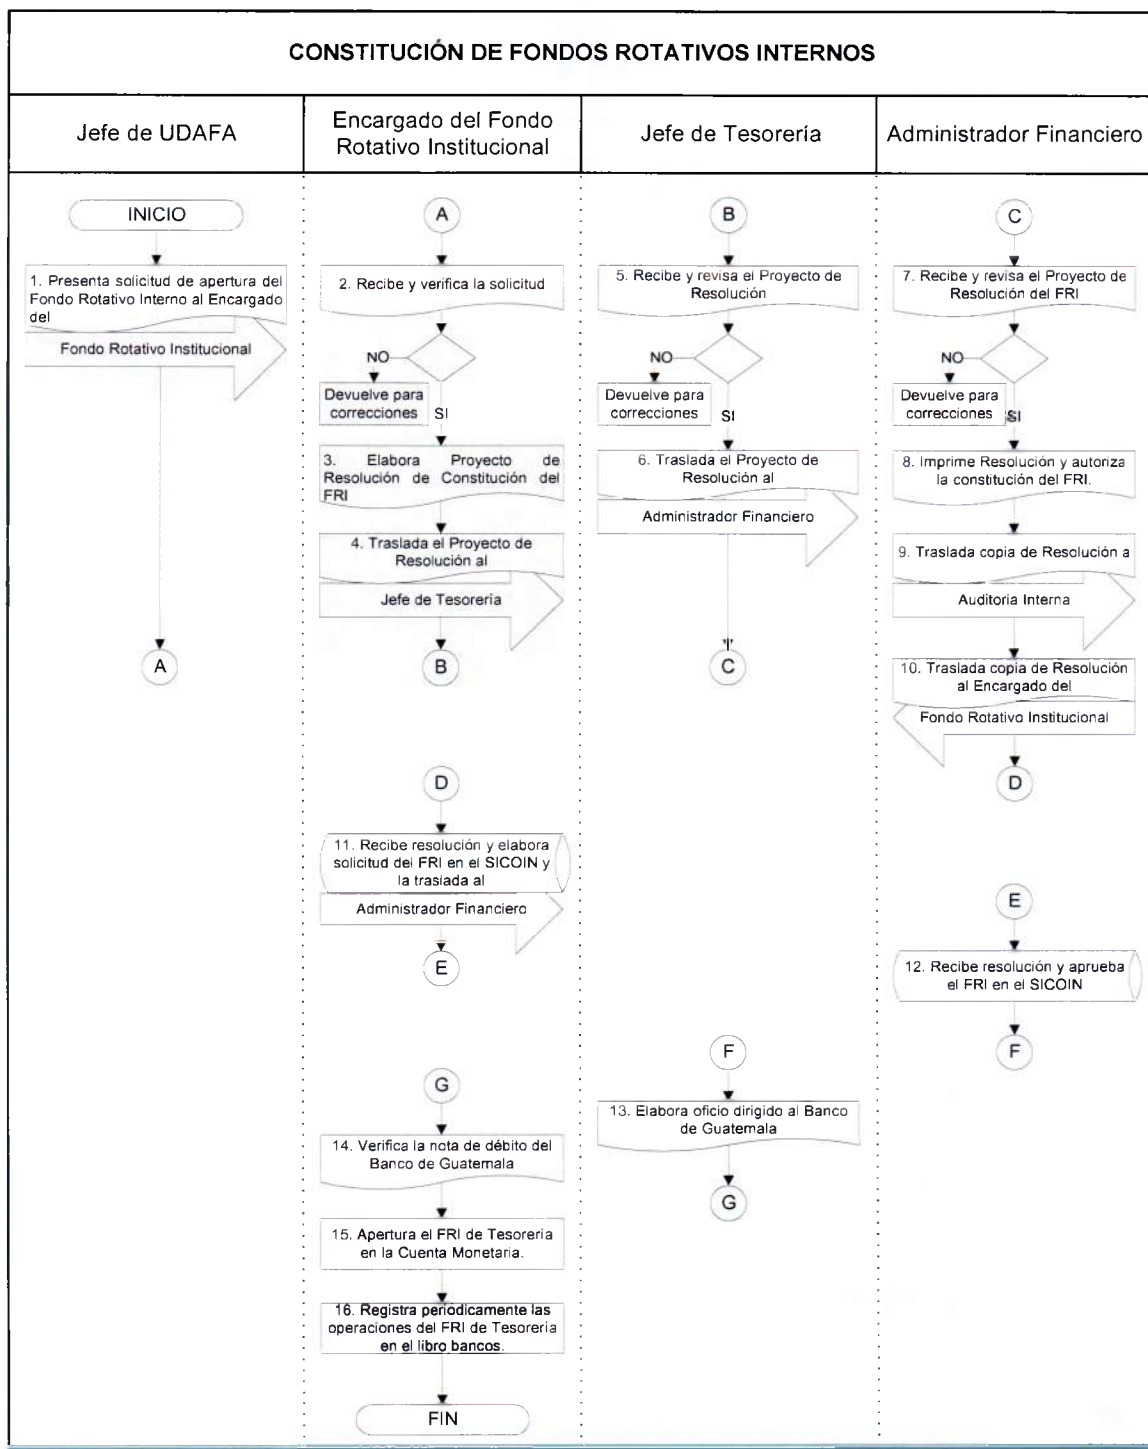 CONSTITUCIÓN DE FONDOS ROTATIVOS INTERNOS
Jefe de UDAFA
Encargado del Fondo
Rotativo Institucional
Jefe de Tesorería
Administrador Financiero
INICIO
1. Presenta solicitud de apertura del
Fondo Rotativo Interno al Encargado
del
Fondo Rotativo Institucional
A
A
2. Recibe y verifica la solicitud
NO
Devuelve para
correcciones
SI
3. Elabora Proyecto de
Resolución de Constitución del
FRI
4. Traslada el Proyecto de
Resolución al
Jefe de Tesorería
B
B
5. Recibe y revisa el Proyecto de
Resolución
NO
Devuelve para
correcciones
SI
6. Traslada el Proyecto de
Resolución al
Administrador Financiero
C
C
7. Recibe y revisa el Proyecto de
Resolución del FRI
NO
Devuelve para
correcciones
SI
8. Imprime Resolución y autoriza
la constitución del FRI.
9. Traslada copia de Resolución a
Auditoria Interna
10. Traslada copia de Resolución
al Encargado del
Fondo Rotativo Institucional
D
D
11. Recibe resolución y elabora
solicitud del FRI en el SICOIN y
la traslada al
Administrador Financiero
E
E
12. Recibe resolución y aprueba
el FRI en el SICOIN
F
F
13. Elabora oficio dirigido al Banco
de Guatemala
G
G
14. Verifica la nota de débito del
Banco de Guatemala
15. Apertura el FRI de Tesorería
en la Cuenta Monetaria.
16. Registra periódicamente las
operaciones del FRI de Tesorería
en el libro bancos.
FIN